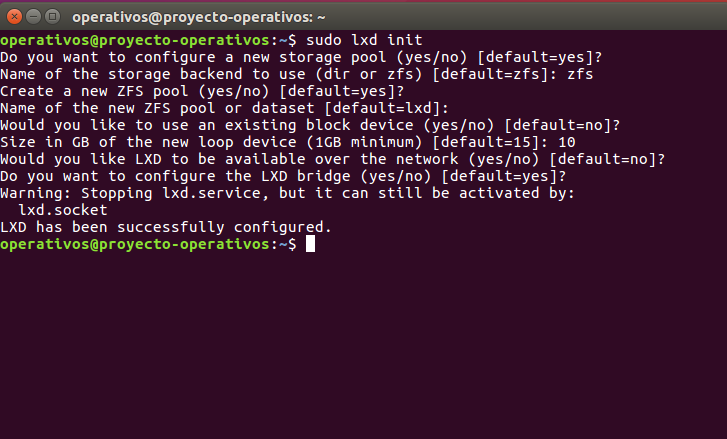 operativos@proyecto-operativos: ~
operativos@proyecto-operativos:~$ sudo lxd init
Do you want to configure a new storage pool (yes/no) [default=yes]?
Name of the storage backend to use (dir or zfs) [default=zfs]: zfs
Create a new ZFS pool (yes/no) [default=yes]?
Name of the new ZFS pool or dataset [default=lxd]:
Would you like to use an existing block device (yes/no) [default=no]?
Size in GB of the new loop device (1GB minimum) [default=15]: 10
Would you like LXD to be available over the network (yes/no) [default=no]?
Do you want to configure the LXD bridge (yes/no) [default=yes]?
Warning: Stopping lxd.service, but it can still be activated by:
  lxd.socket
LXD has been successfully configured.
operativos@proyecto-operativos:~$